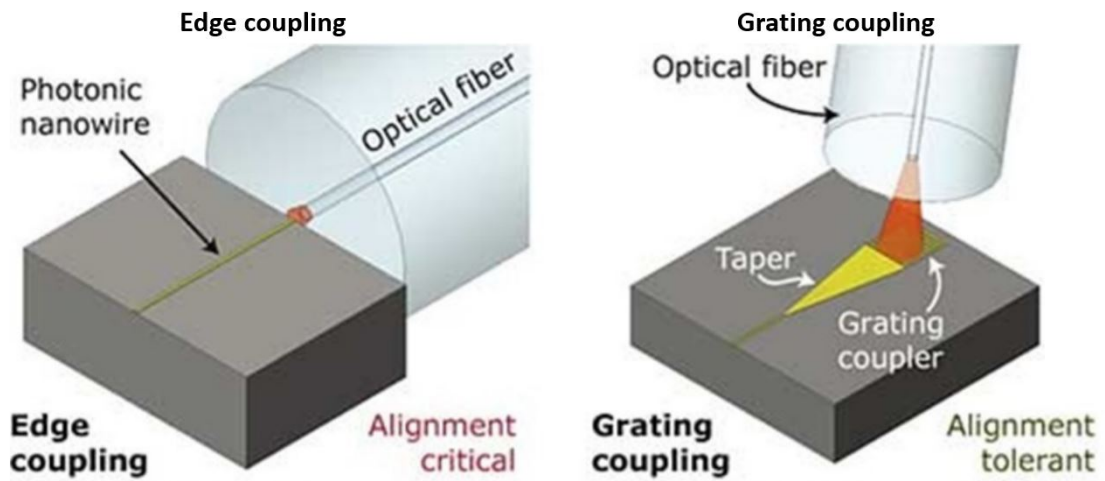 Edge coupling
Photonic
nanowire
Optical fiber
Edge
coupling
Alignment
critical
Grating coupling
Optical fiber
Taper
Grating
coupler
Grating
coupling
Alignment
tolerant